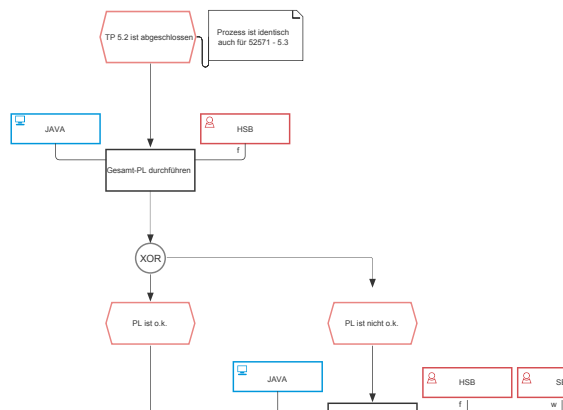 TP 5.2 ist abgeschlossen
Prozess ist identisch
auch für 52571 - 5.3
JAVA
HSB
f
Gesamt-PL durchführen
XOR
PL ist o.k.
PL ist nicht o.k.
JAVA
HSB
f
w